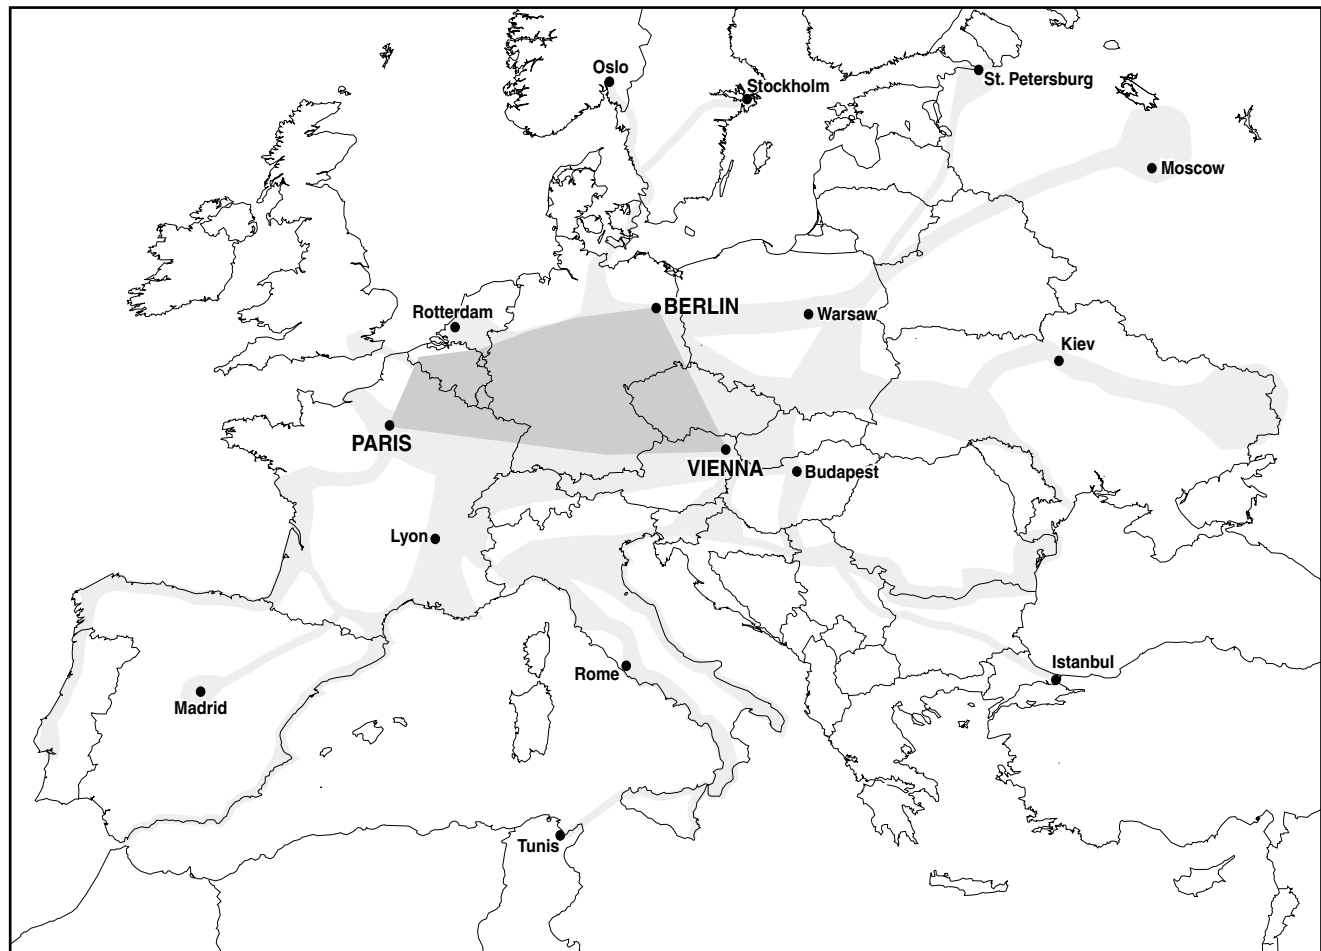 Oslo
Stockholm
St. Petersburg
Moscow
Rotterdam
BERLIN
Warsaw
Kiev
PARIS
VIENNA
Budapest
Lyon
Istanbul
Rome
Madrid
Tunis